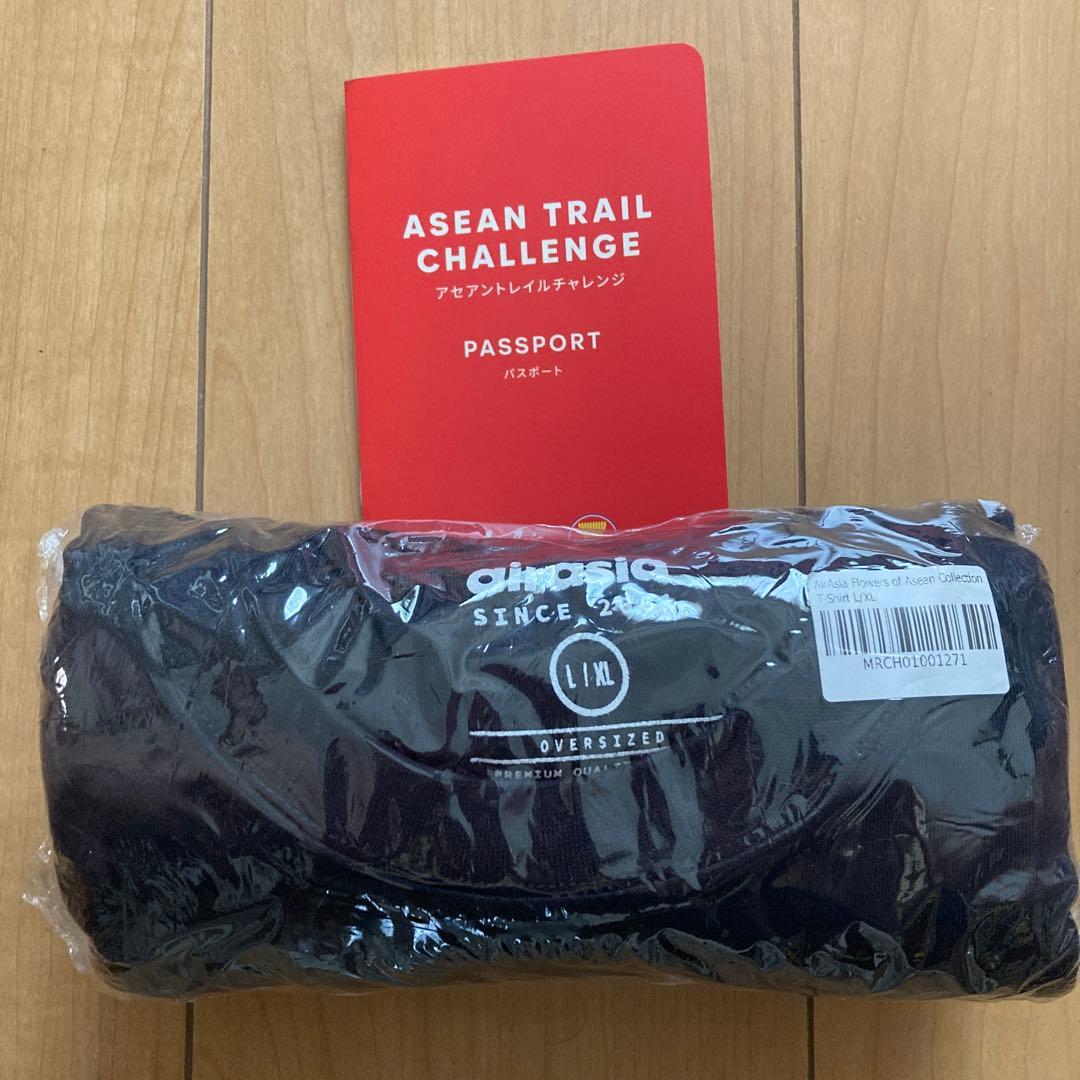 ASEAN TRAIL
CHALLENGE
アセアントレイルチャレンジ
PASSPORT
パスポート
airasia
SINCE
L / XL
OVERSIZED
PREMIUM
AirAsia Flowers of Asean Collection
T-Shirt L/XL
MRCH01001271